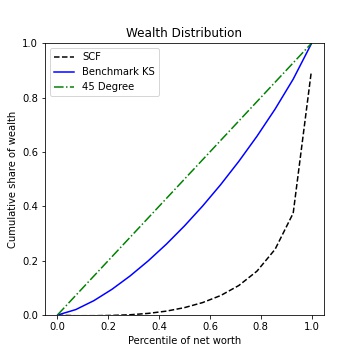 Wealth Distribution
SCF
Benchmark KS
45 Degree
Cumulative share of wealth
1.0
0.8
0.6
0.4
0.2
0.0
0.0 0.2 0.4 0.6 0.8 1.0
Percentile of net worth